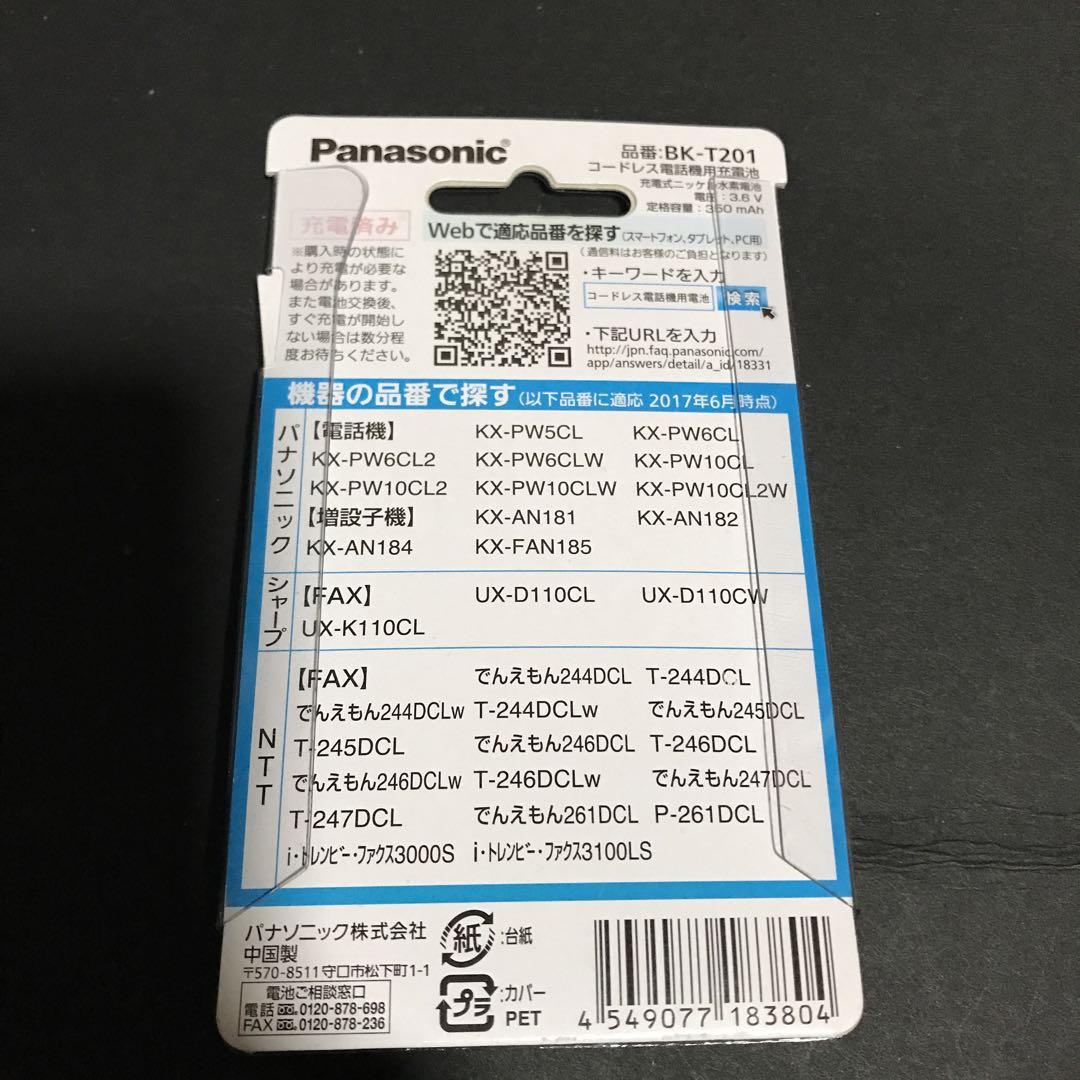 Panasonic®
品番:BK-T201
コードレス電話機用充電池
充電式ニッケル水素電池
電圧:3.6 V
定格容量:350 mAh
充電済み
※購入時の状態に
より充電が必要な
場合があります。
また電池交換後、
すぐ充電が開始し
ない場合は数分程
度お待ちください。
Webで適応品番を探す(スマートフォン、タブレット、PC用)
(通信料はお客様のご負担となります)
・キーワードを入力
コードレス電話機用電池 検索
・下記URLを入力
http://jpn.faq.panasonic.com/
app/answers/detail/a_id/18331
機器の品番で探す(以下品番に適応 2017年6月時点)
パナソニック
【電話機】 KX-PW5CL KX-PW6CL
KX-PW6CL2 KX-PW6CLW KX-PW10CL
KX-PW10CL2 KX-PW10CLW KX-PW10CL2W
【増設子機】 KX-AN181 KX-AN182
KX-AN184 KX-FAN185
シャープ
【FAX】 UX-D110CL UX-D110CW
UX-K110CL
NTT
【FAX】 でんえもん244DCL T-244DCL
でんえもん244DCLw T-244DCLw でんえもん245DCL
T-245DCL でんえもん246DCL T-246DCL
でんえもん246DCLw T-246DCLw でんえもん247DCL
T-247DCL でんえもん261DCL P-261DCL
i・トレンビー・ファクス3000S i・トレンビー・ファクス3100LS
パナソニック株式会社
中国製
〒570-8511 守口市松下町1-1
電池ご相談窓口
電話 0120-878-698
FAX 0120-878-236
紙:台紙
プラ:カバー
PET
4 549077 183804